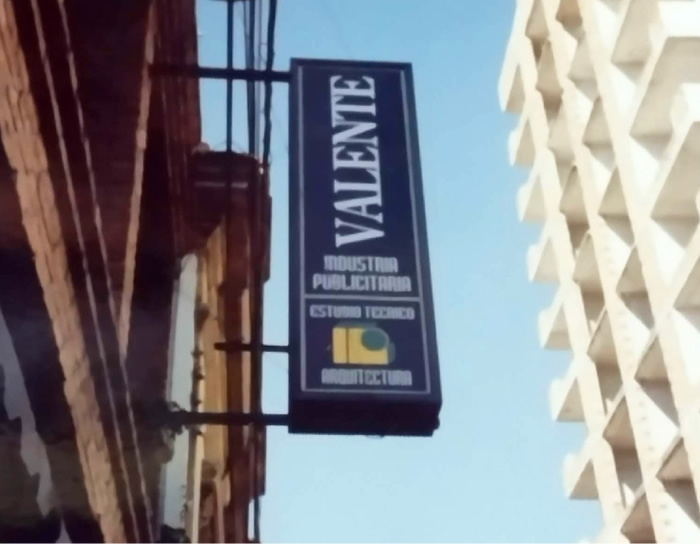 VALENTE
INDUSTRIA
PUBLICITARIA
ESTUDIO TECNICO
ARQUITECTURA